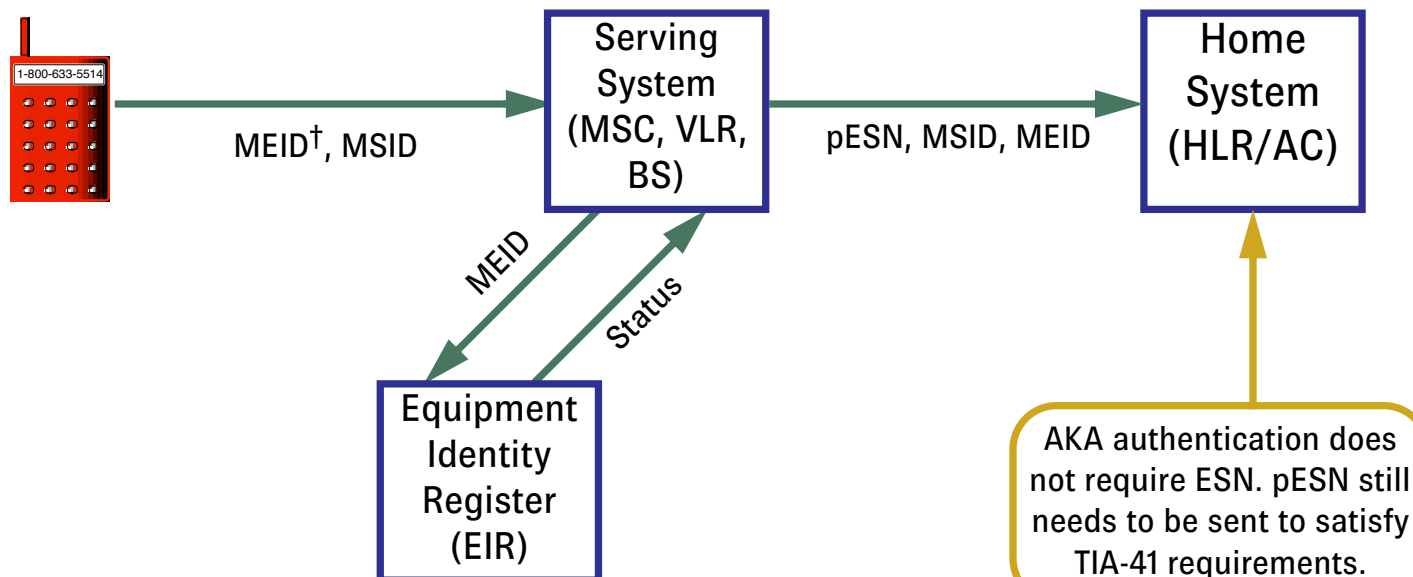 1-800-633-5514
MEID†, MSID
Serving
System
(MSC, VLR,
BS)
pESN, MSID, MEID
Home
System
(HLR/AC)
MEID
Status
Equipment
Identity
Register
(EIR)
AKA authentication does
not require ESN. pESN still
needs to be sent to satisfy
TIA-41 requirements.